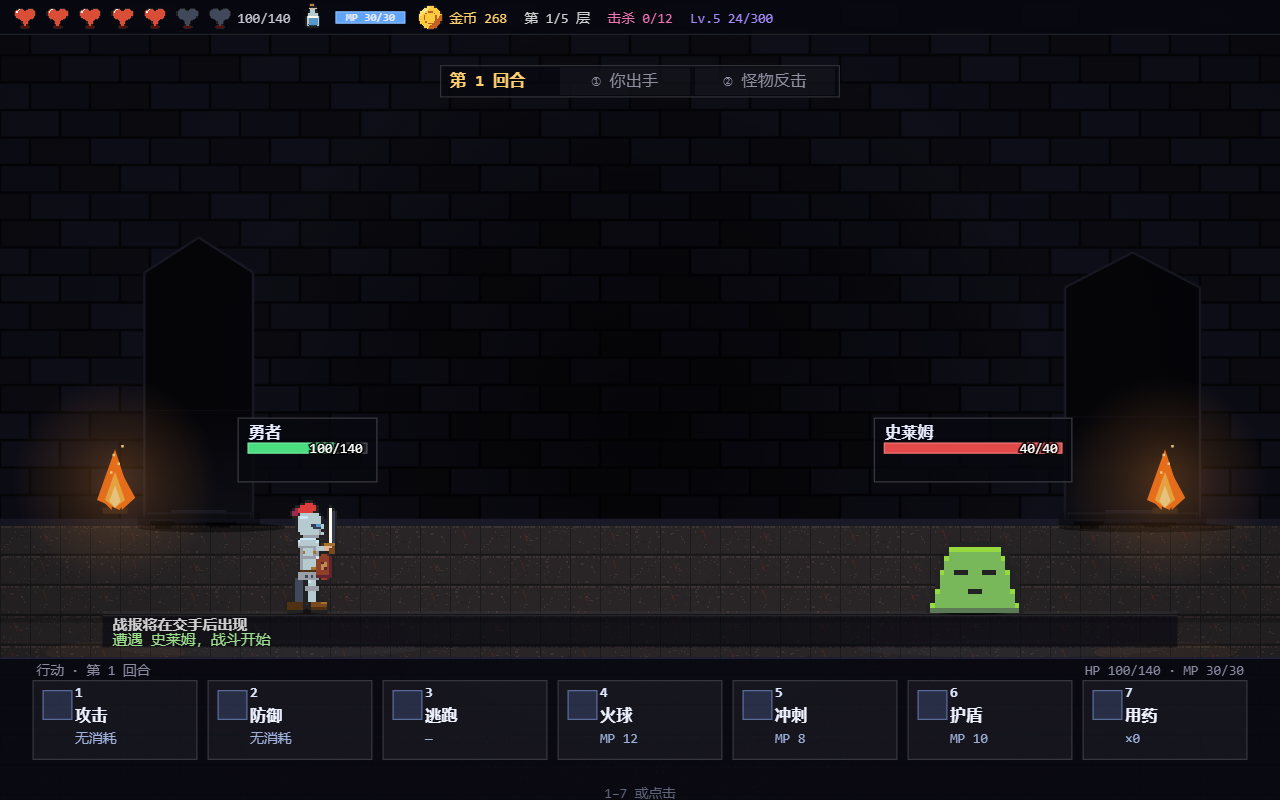 100/140 MP 30/30 金币 268 第 1/5 层 击杀 0/12 Lv.5 24/300
第 1 回合 ① 你出手 ② 怪物反击
勇者
100/140
史莱姆
40/40
战报将在交手后出现
遭遇 史莱姆, 战斗开始
行动 · 第 1 回合
HP 100/140 · MP 30/30
1
攻击
无消耗
2
防御
无消耗
3
逃跑
—
4
火球
MP 12
5
冲刺
MP 8
6
护盾
MP 10
7
用药
×0
1–7 或点击